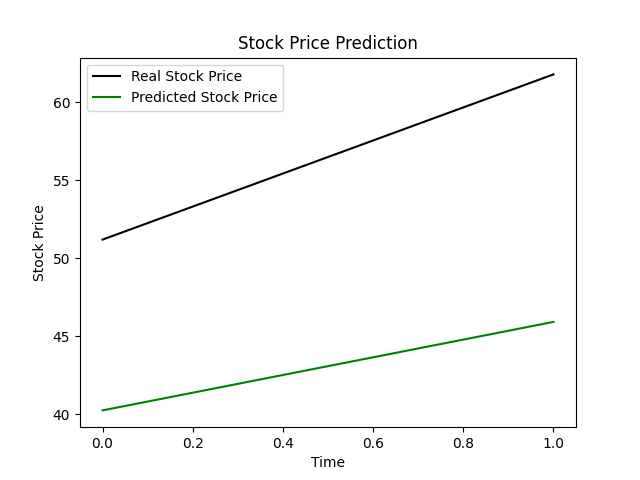 Stock Price Prediction
Real Stock Price
Predicted Stock Price
60
55
50
45
40
Stock Price
0.0 0.2 0.4 0.6 0.8 1.0
Time